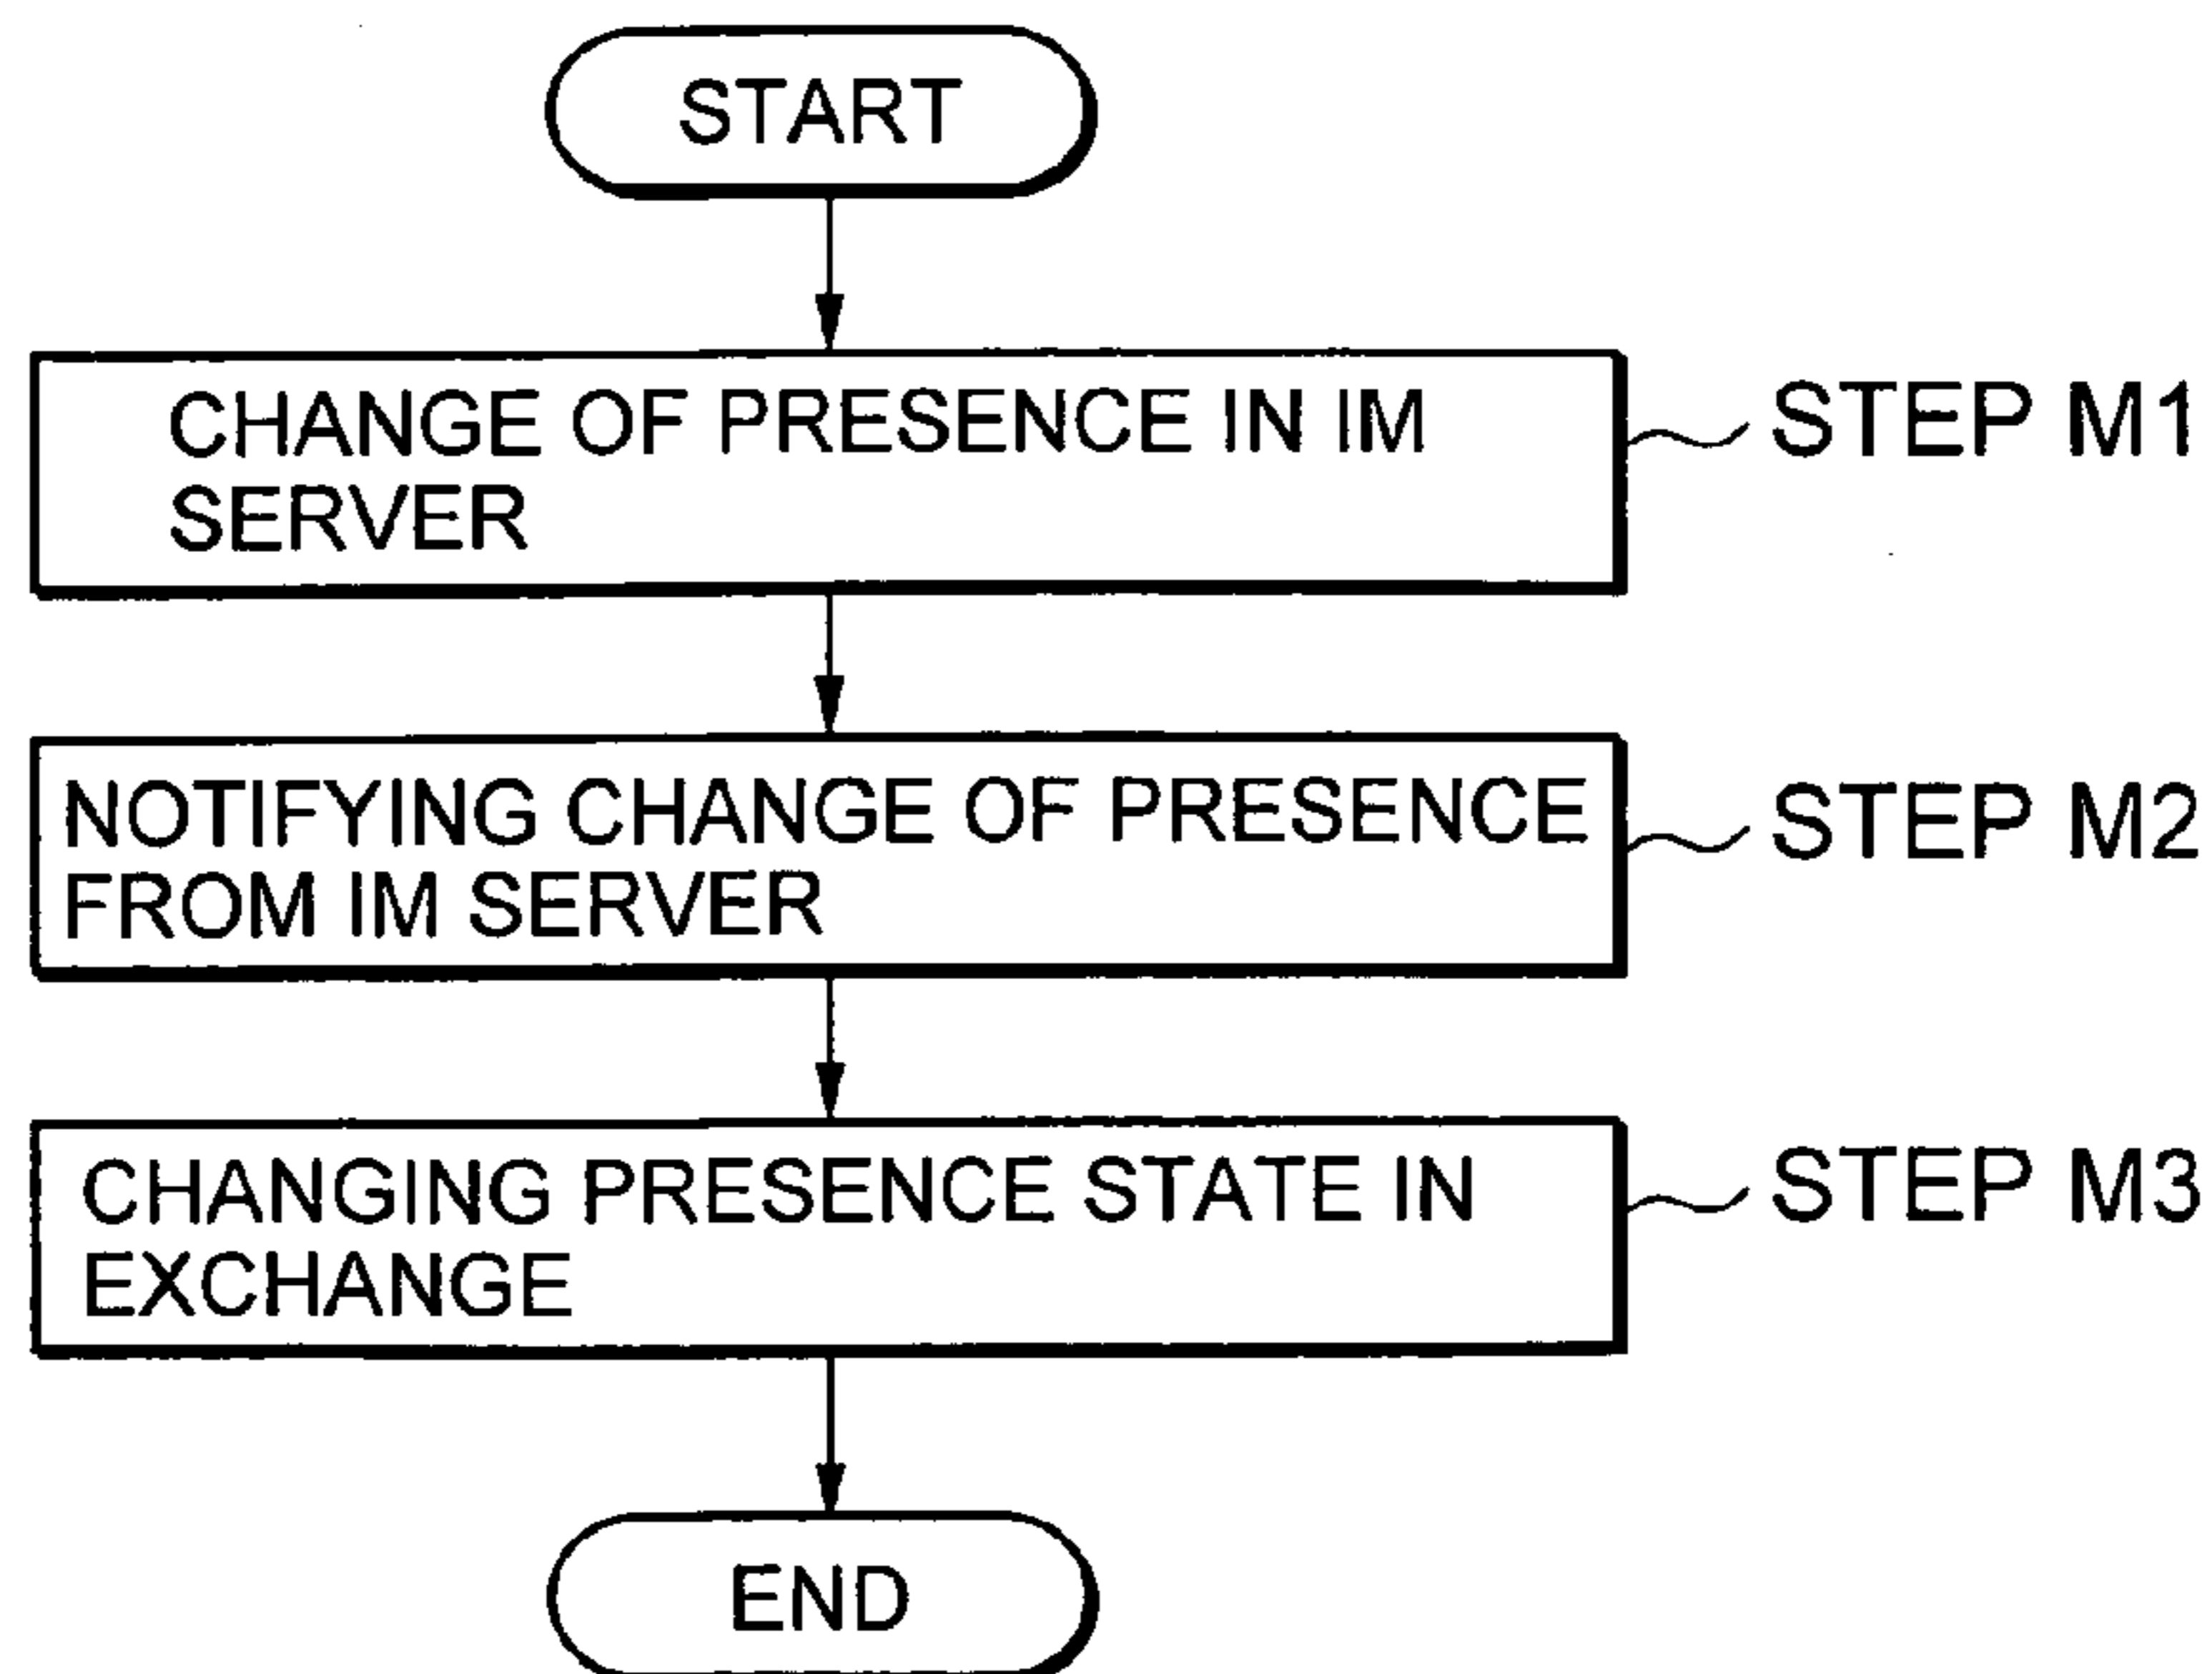 START
CHANGE OF PRESENCE IN IM
SERVER
STEP M1
NOTIFYING CHANGE OF PRESENCE
FROM IM SERVER
STEP M2
CHANGING PRESENCE STATE IN
EXCHANGE
STEP M3
END